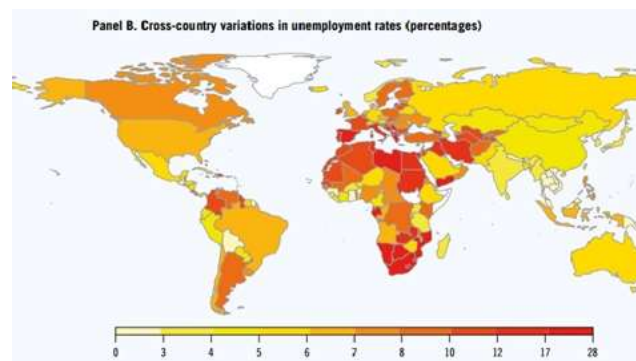 Panel B. Cross-country variations in unemployment rates (percentages)
0 3 4 5 6 7 8 10 12 17 28